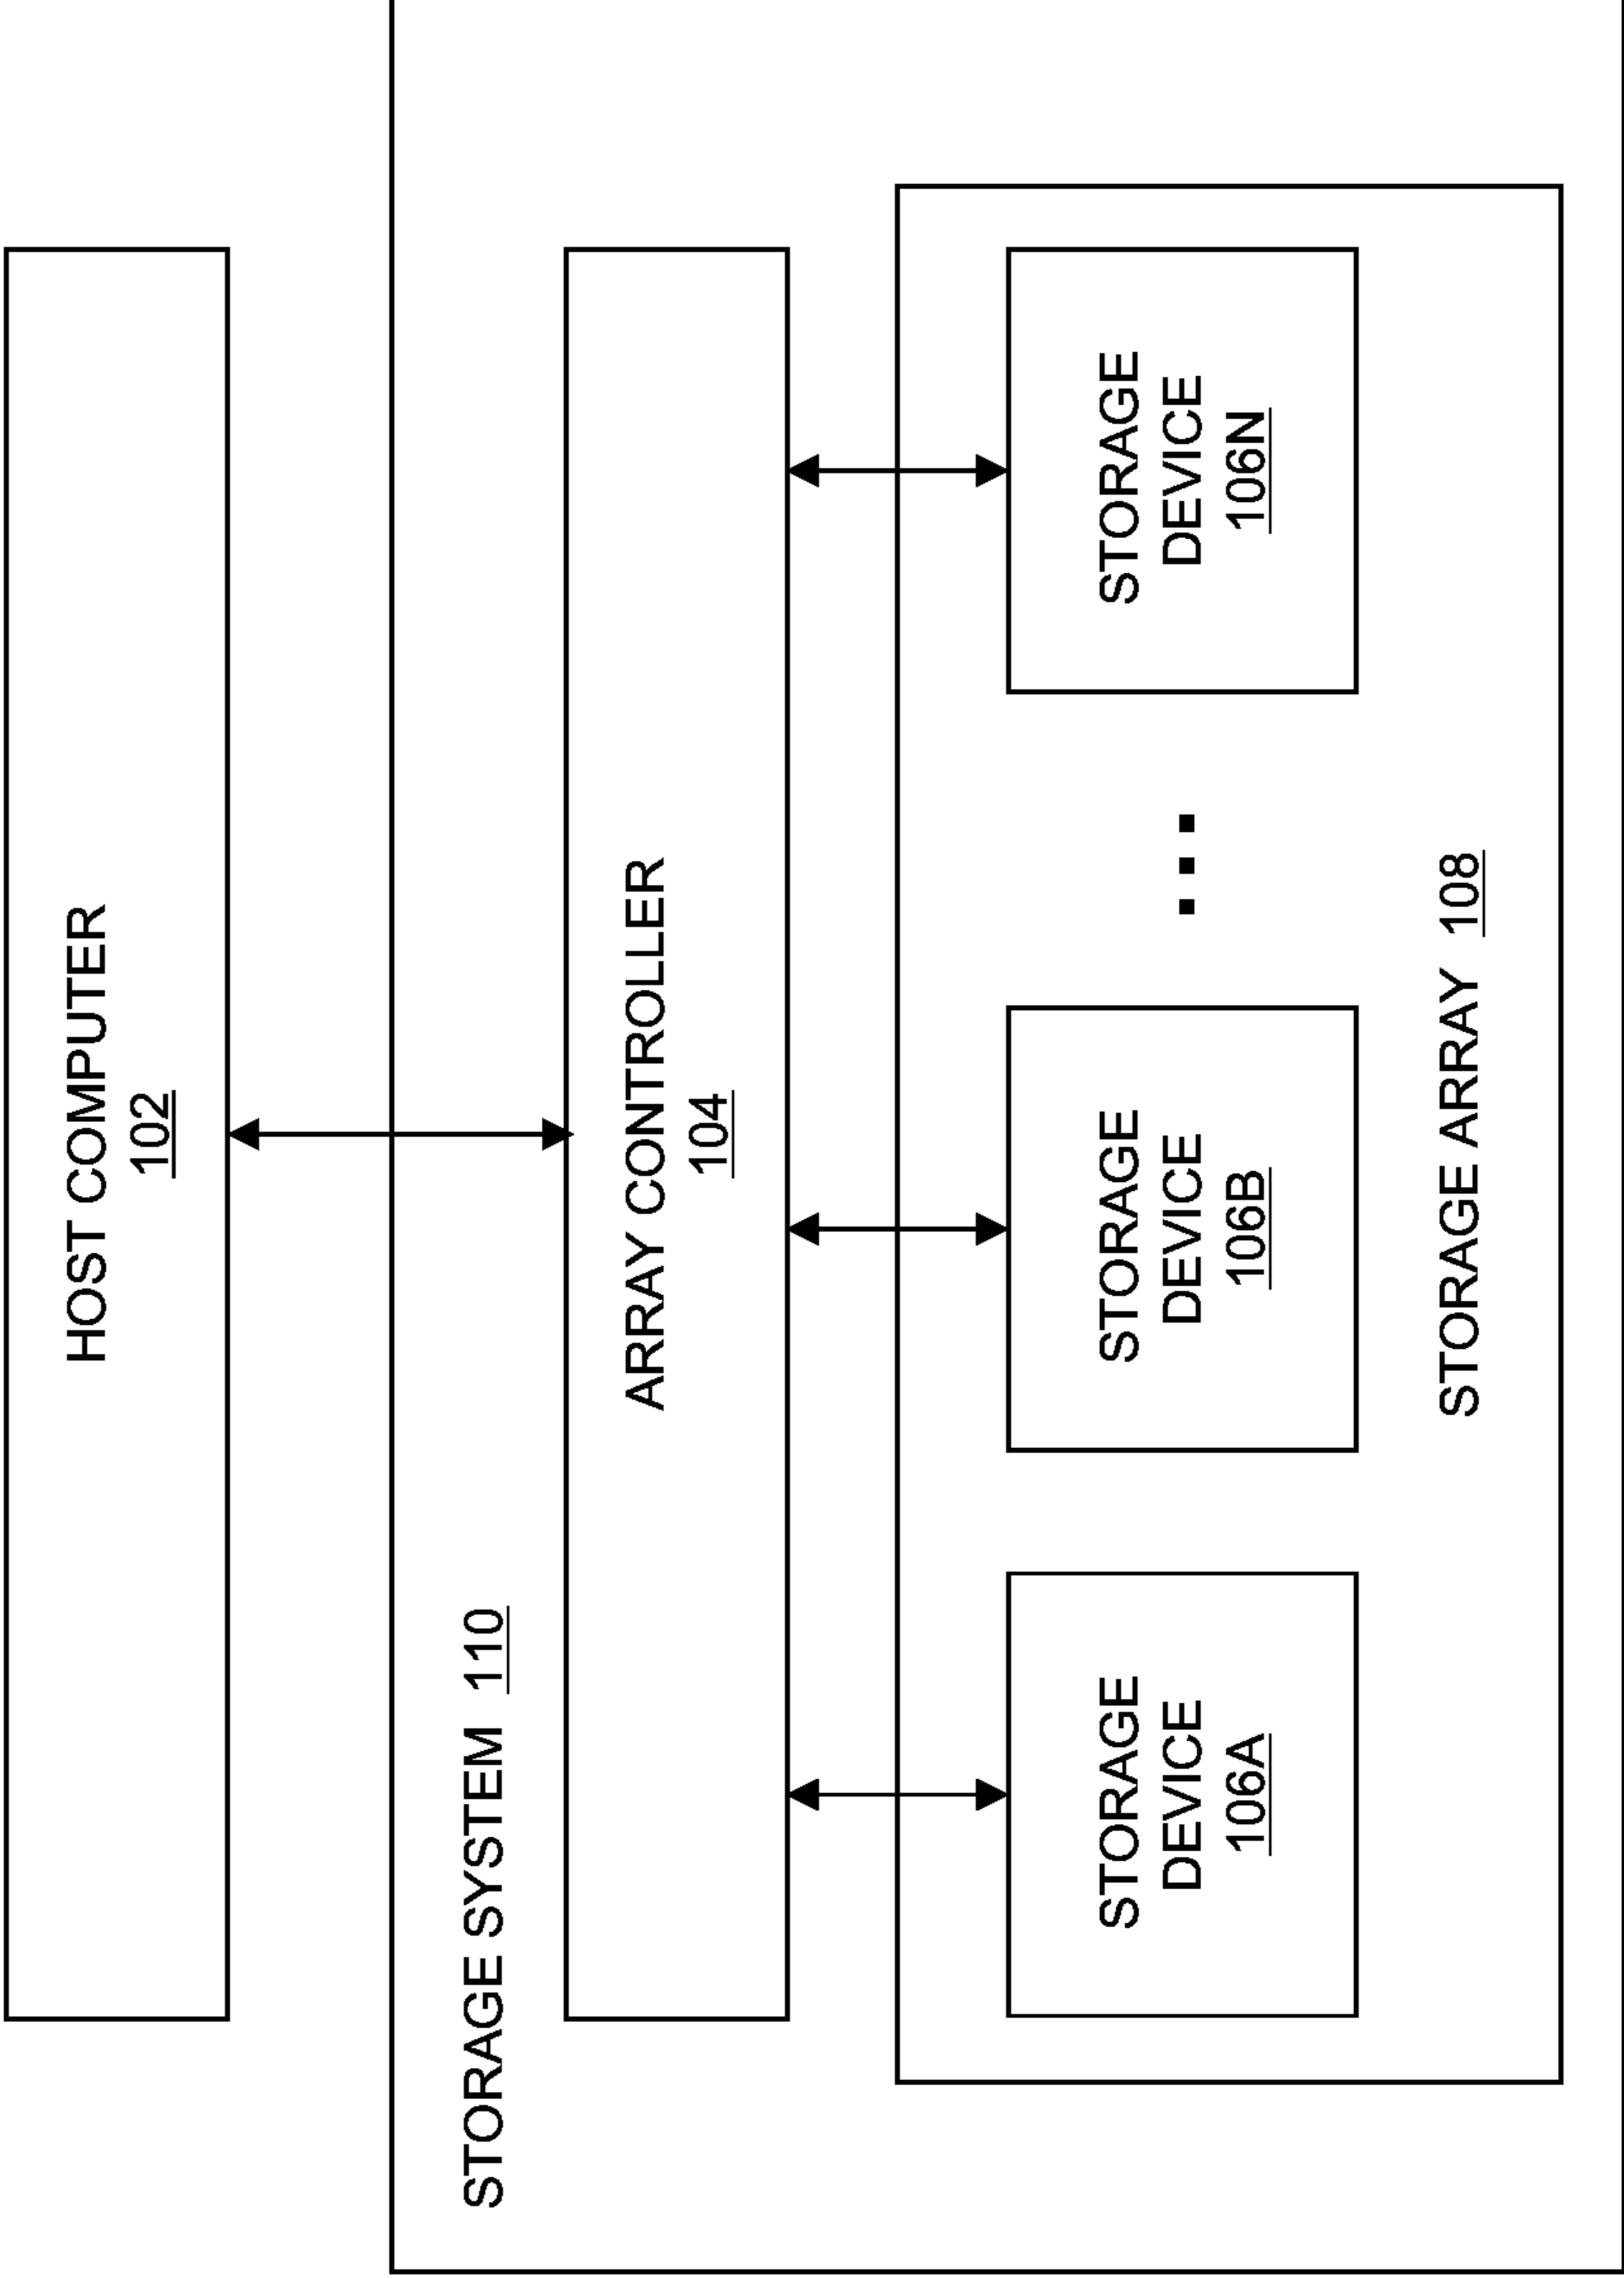 HOST COMPUTER
102
STORAGE SYSTEM 110
ARRAY CONTROLLER
104
STORAGE
DEVICE
106A
STORAGE
DEVICE
106B
...
STORAGE
DEVICE
106N
STORAGE ARRAY 108